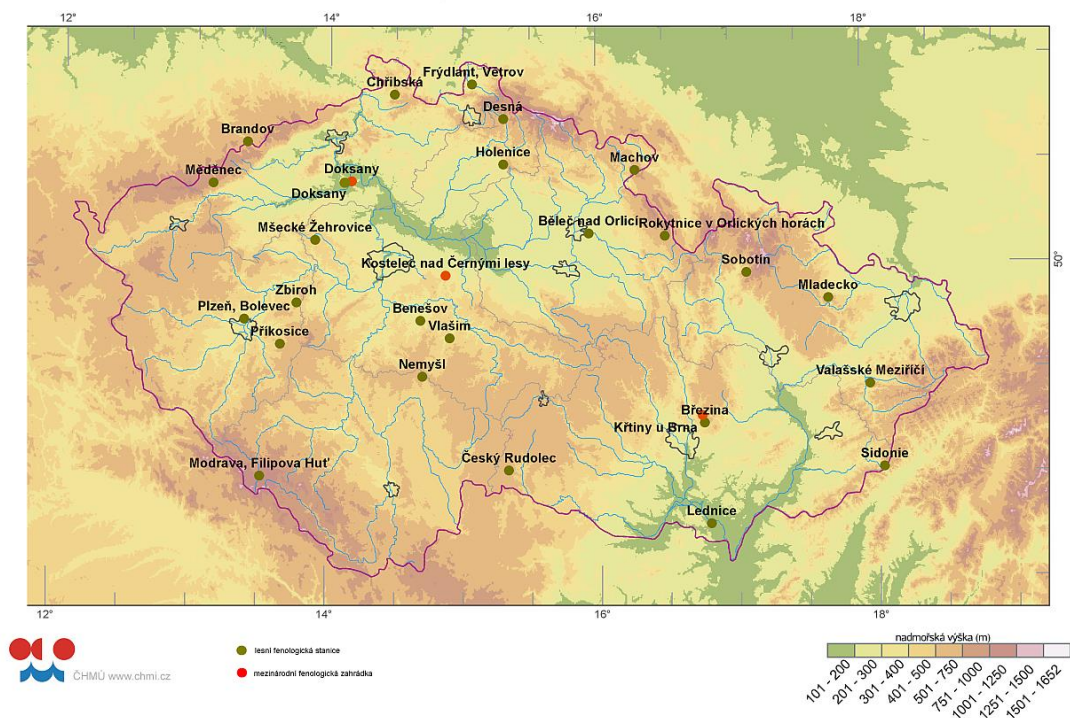 12°
14°
16°
18°
Frýdlant, Větrov
Chřibská
Desná
Brandov
Holenice
Machov
Měděnec
Doksany
Doksany
Běleč nad Orlicí
Rokytnice v Orlických horách
Mšecké Žehrovice
50°
Kostelec nad Černými lesy
Sobotín
Mladecko
Zbiroh
Plzeň, Bolevec
Benešov
Příkosice
Vlašim
Nemyšl
Valašské Meziříčí
Březina
Křtiny u Brna
Český Rudolec
Sidonie
Modrava, Filipova Huť
Lednice
12°
14°
16°
18°
ČHMÚ www.chmi.cz
lesní fenologická stanice
mezinárodní fenologická zahrádka
nadmořská výška (m)
101 - 200
201 - 300
301 - 400
401 - 500
501 - 750
751 - 1000
1001 - 1250
1251 - 1500
1501 - 1652